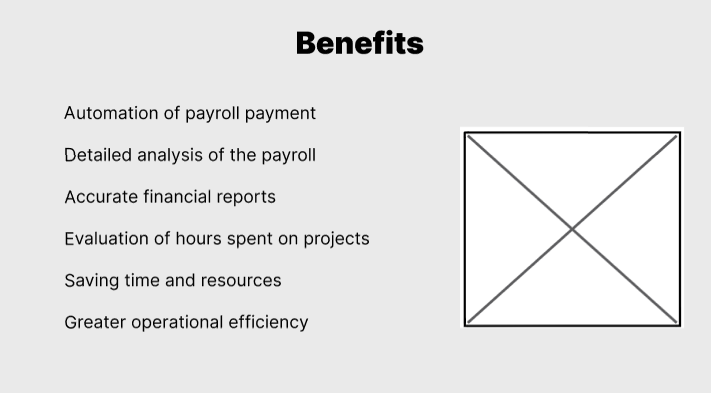 Benefits
Automation of payroll payment
Detailed analysis of the payroll
Accurate financial reports
Evaluation of hours spent on projects
Saving time and resources
Greater operational efficiency